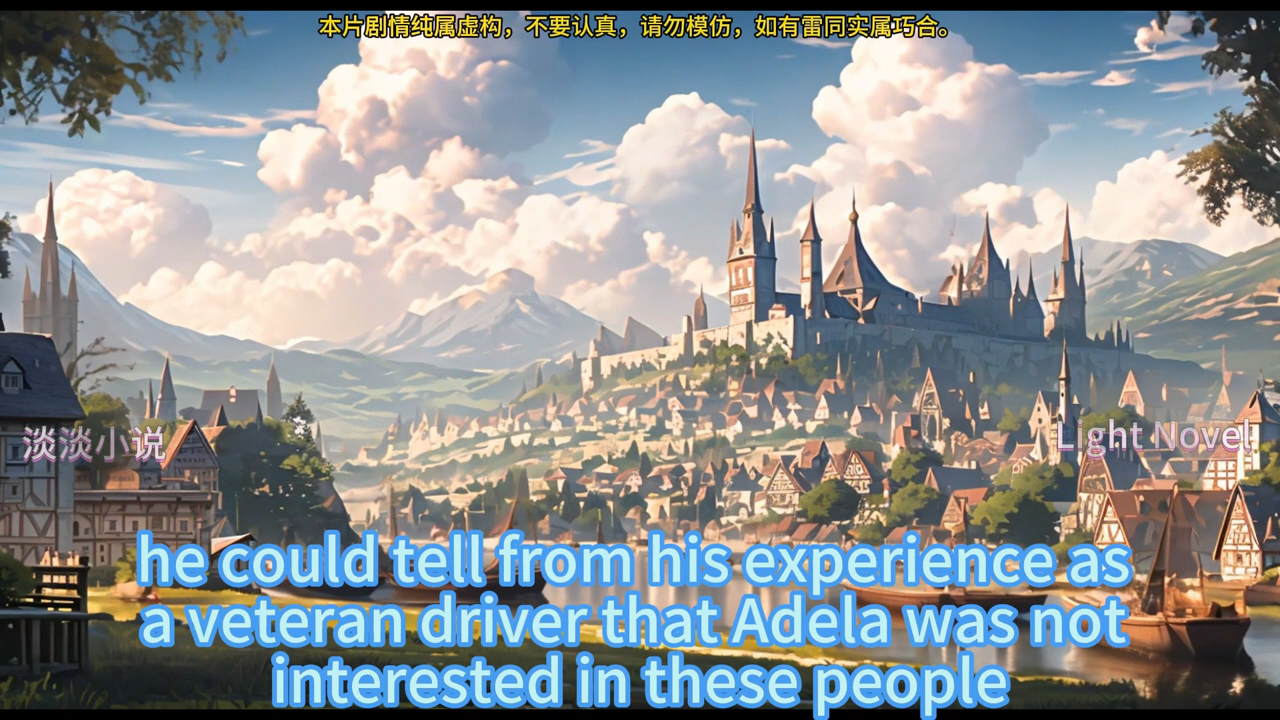 本片剧情纯属虚构，不要认真，请勿模仿，如有雷同实属巧合。
淡淡小说
Light Novel
he could tell from his experience as
a veteran driver that Adela was not
interested in these people